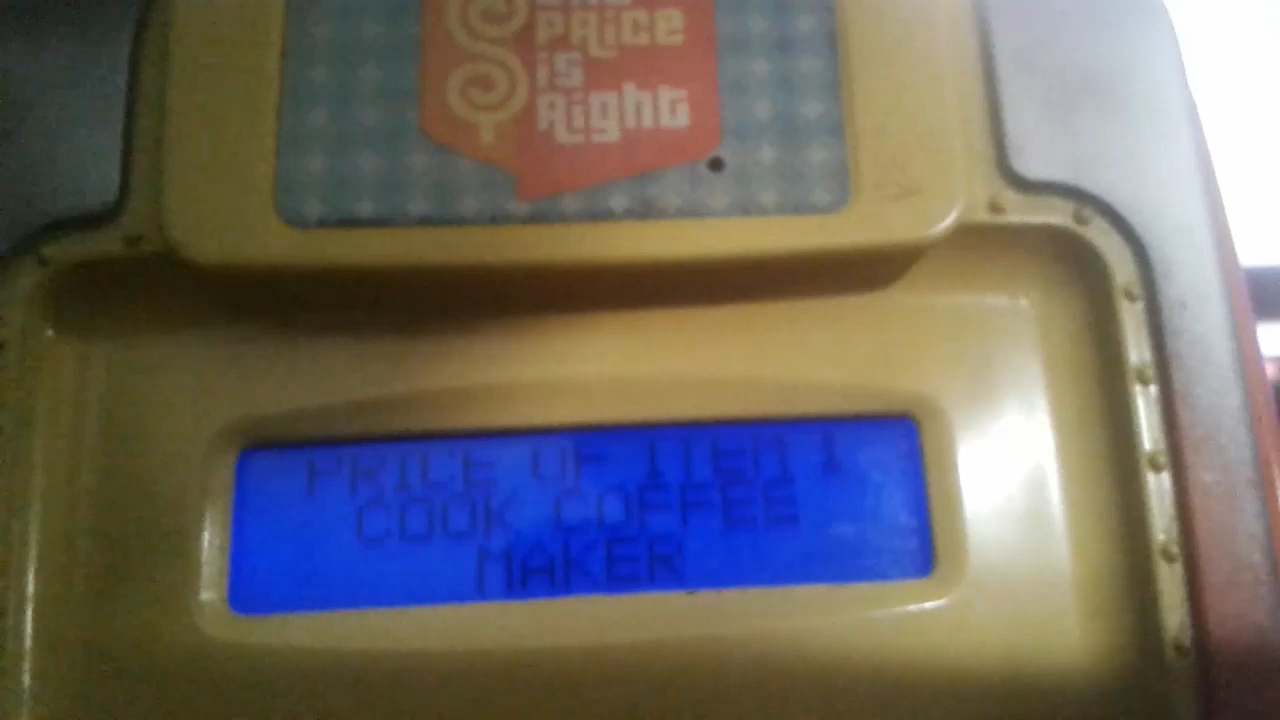 PRICE
is
Right
PRICE OF ITEM 1
COOK COFFEE
MAKER